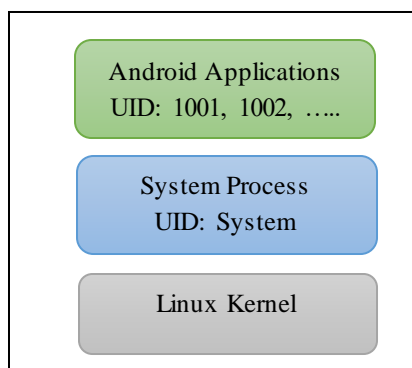 Android Applications
UID: 1001, 1002, …..
System Process
UID: System
Linux Kernel